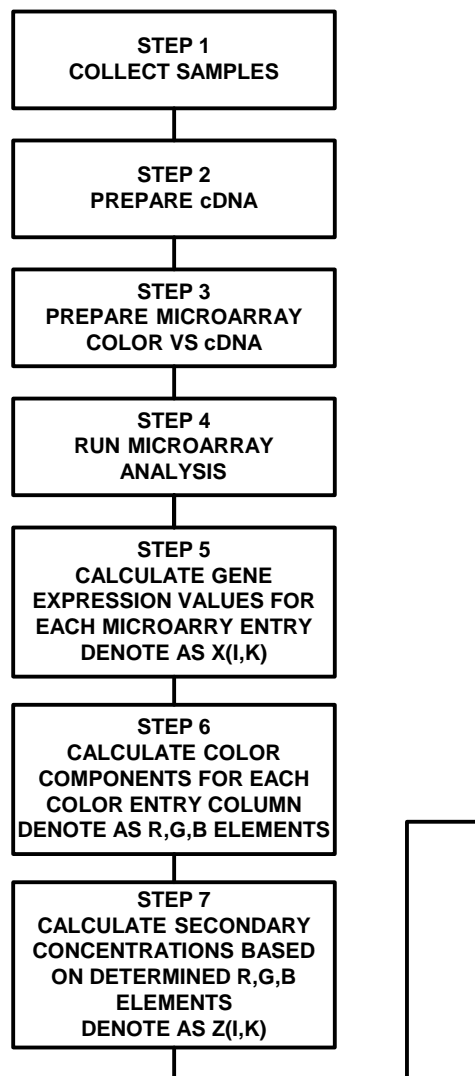 STEP 1
COLLECT SAMPLES
STEP 2
PREPARE cDNA
STEP 3
PREPARE MICROARRAY
COLOR VS cDNA
STEP 4
RUN MICROARRAY
ANALYSIS
STEP 5
CALCULATE GENE
EXPRESSION VALUES FOR
EACH MICROARRY ENTRY
DENOTE AS X(I,K)
STEP 6
CALCULATE COLOR
COMPONENTS FOR EACH
COLOR ENTRY COLUMN
DENOTE AS R,G,B ELEMENTS
STEP 7
CALCULATE SECONDARY
CONCENTRATIONS BASED
ON DETERMINED R,G,B
ELEMENTS
DENOTE AS Z(I,K)